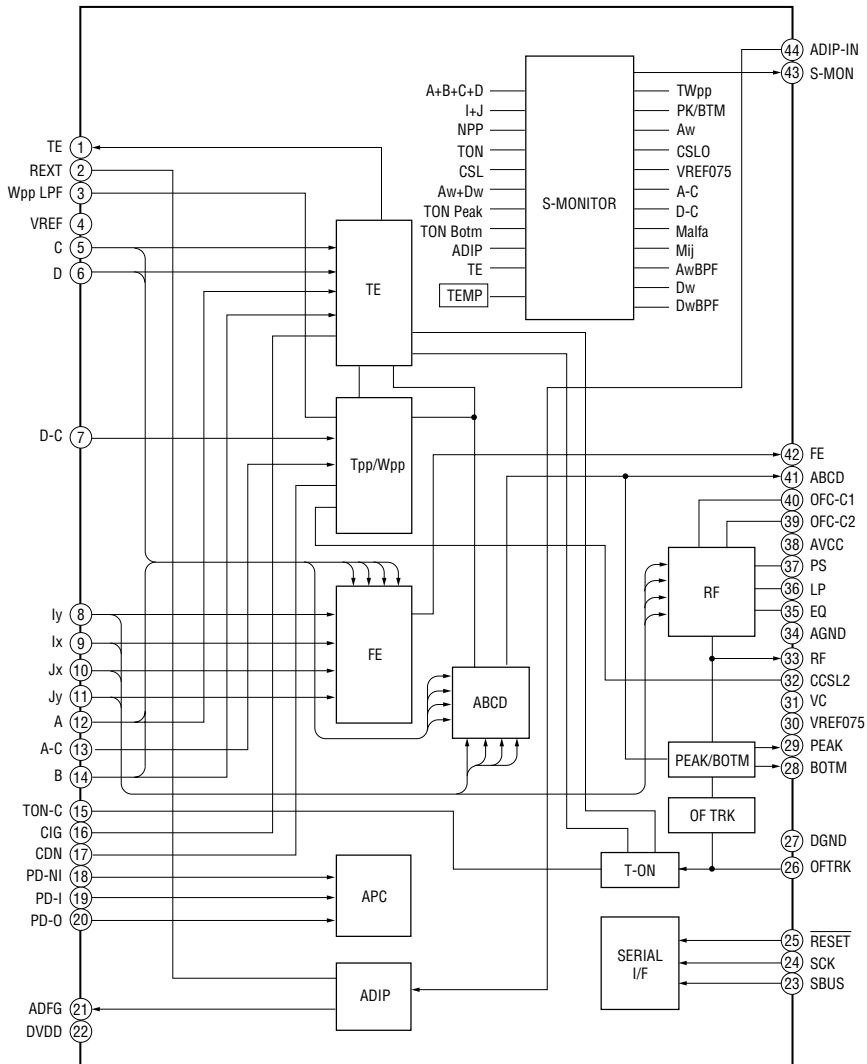 TE 1
REXT 2
Wpp LPF 3
VREF 4
C 5
D 6
D-C 7
Iy 8
Ix 9
Jx 10
Jy 11
A 12
A-C 13
B 14
TON-C 15
CIG 16
CDN 17
PD-NI 18
PD-I 19
PD-O 20
ADFG 21
DVDD 22
A+B+C+D
I+J
NPP
TON
CSL
Aw+Dw
TON Peak
TON Botm
ADIP
TE
TEMP
S-MONITOR
TWpp
PK/BTM
Aw
CSLO
VREF075
A-C
D-C
Malfa
Mij
AwBPF
Dw
DwBPF
TE
Tpp/Wpp
FE
ABCD
RF
PEAK/BOTM
OF TRK
T-ON
APC
ADIP
SERIAL
I/F
44 ADIP-IN
43 S-MON
42 FE
41 ABCD
40 OFC-C1
39 OFC-C2
38 AVCC
37 PS
36 LP
35 EQ
34 AGND
33 RF
32 CCSL2
31 VC
30 VREF075
29 PEAK
28 BOTM
27 DGND
26 OFTRK
25 RESET
24 SCK
23 SBUS